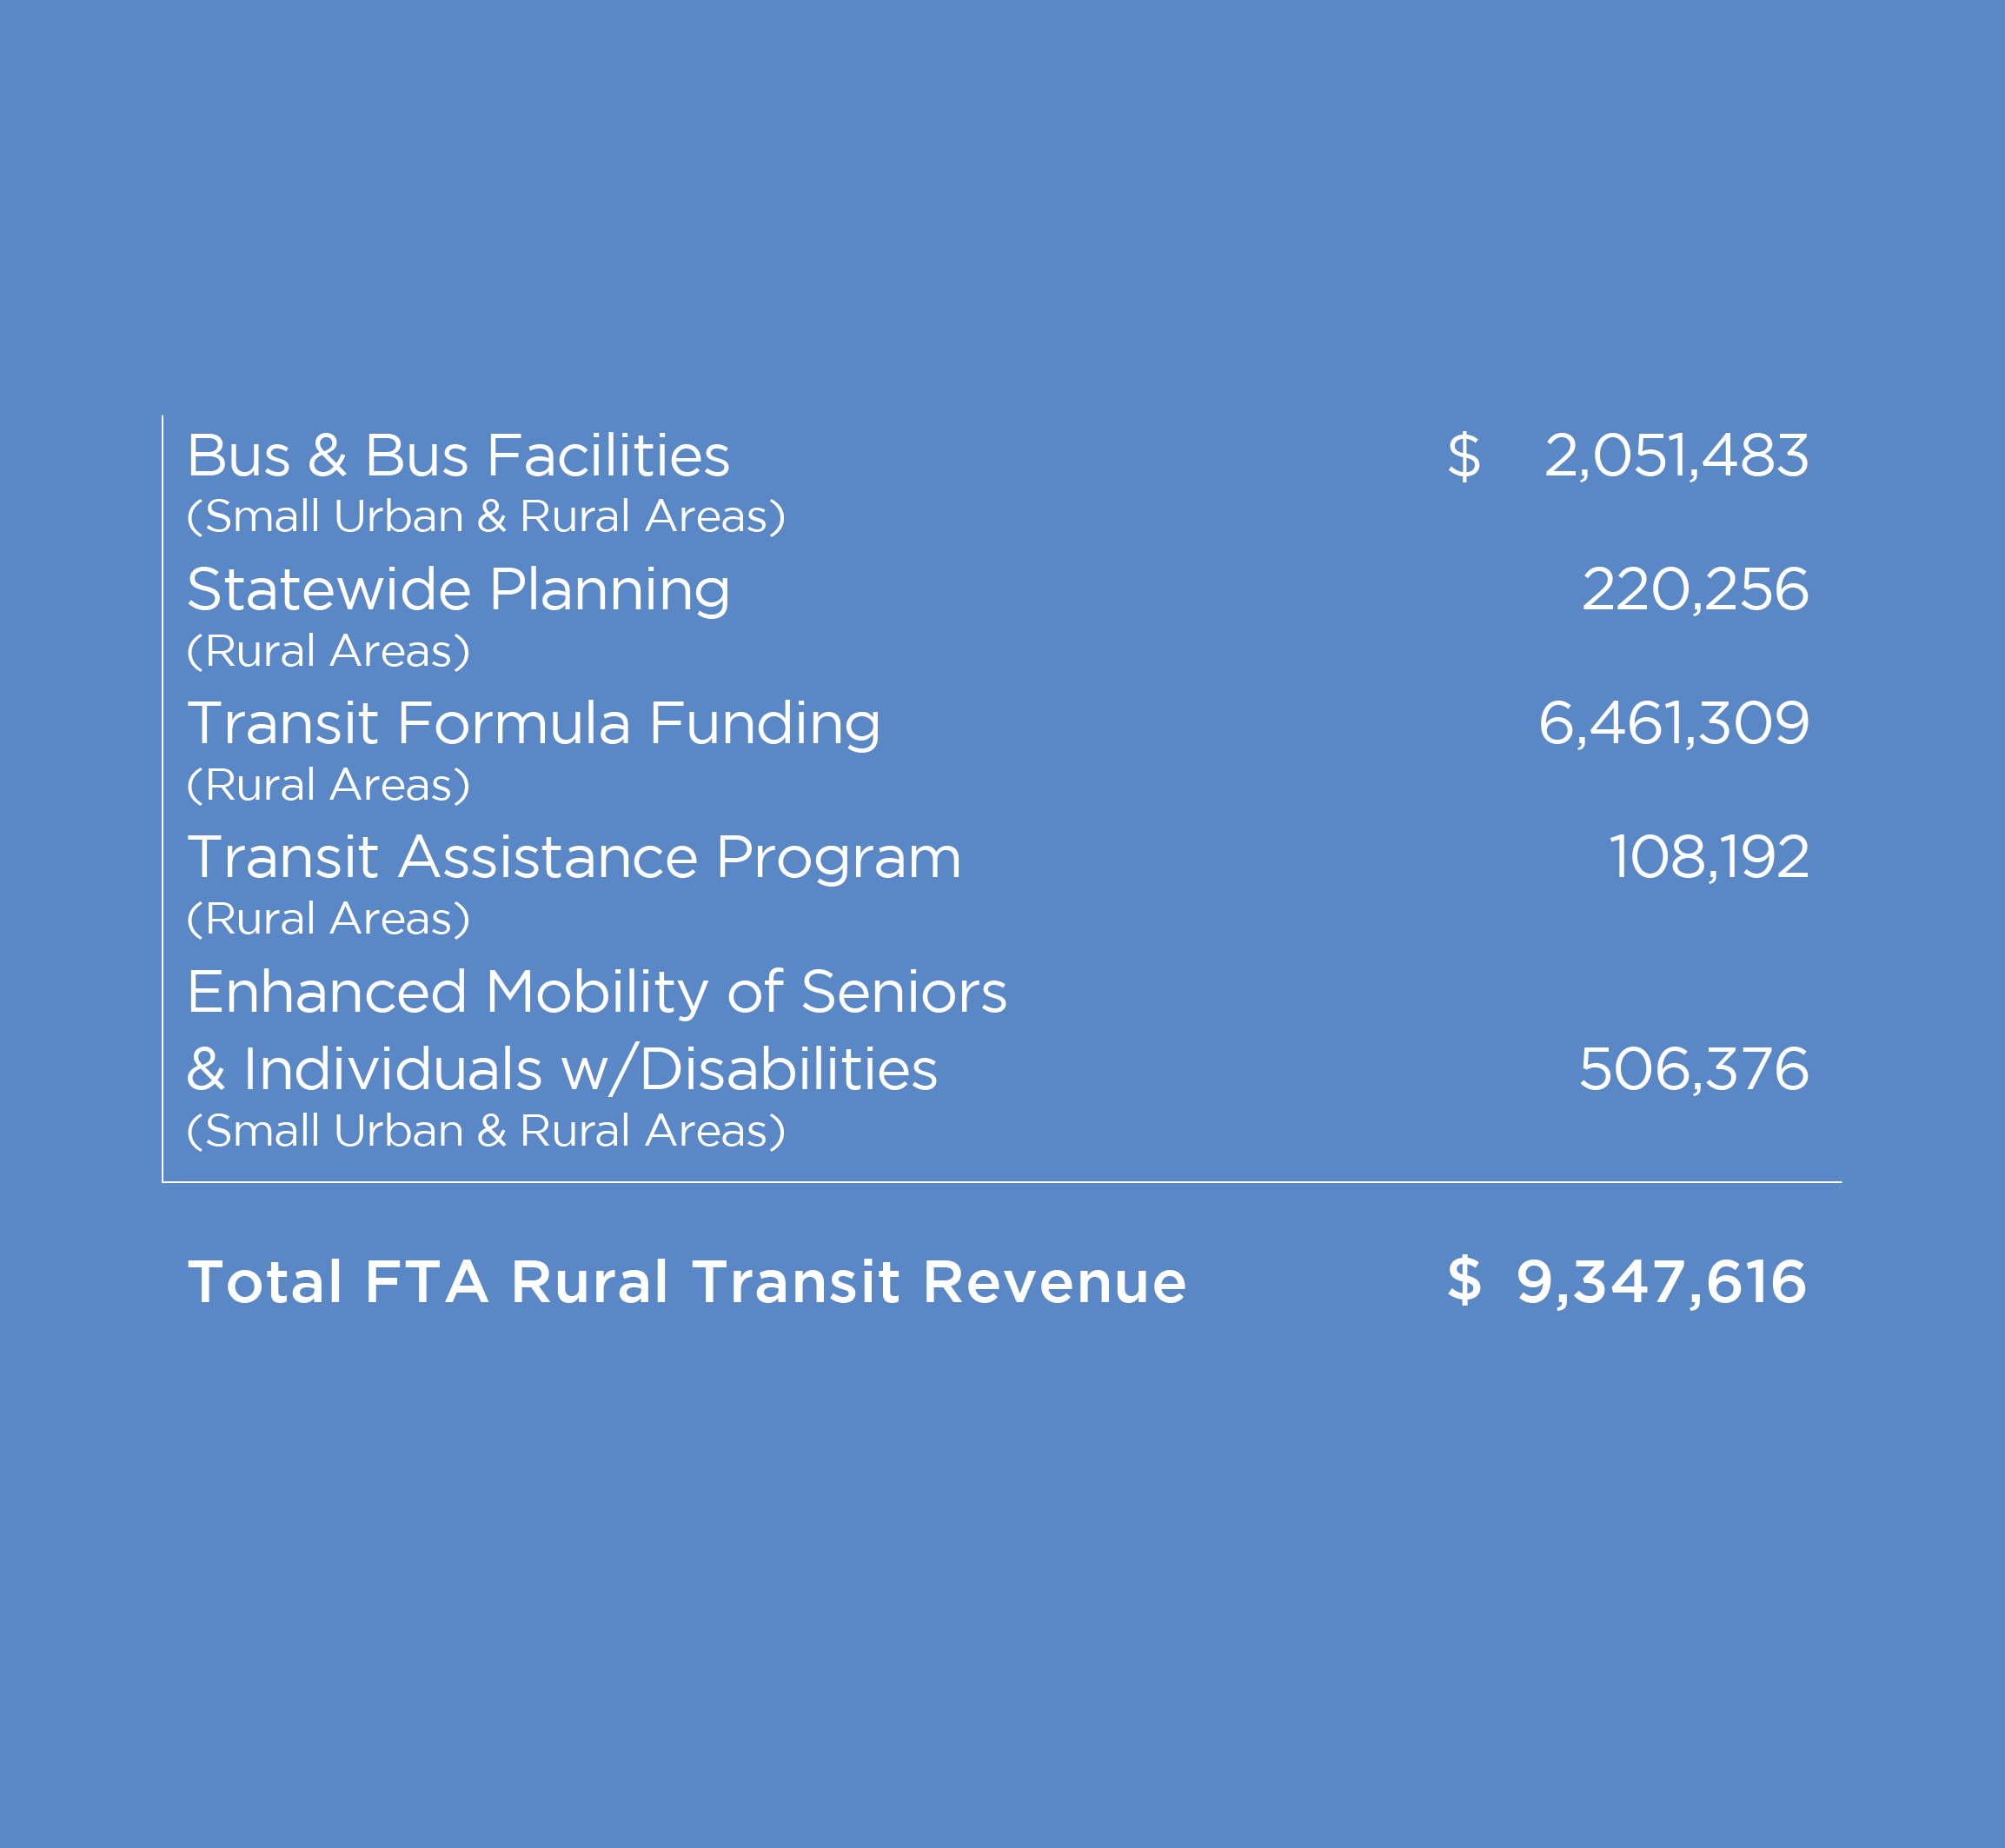 Bus & Bus Facilities $ 2,051,483
(Small Urban & Rural Areas)
Statewide Planning 220,256
(Rural Areas)
Transit Formula Funding 6,461,309
(Rural Areas)
Transit Assistance Program 108,192
(Rural Areas)
Enhanced Mobility of Seniors
& Individuals w/Disabilities 506,376
(Small Urban & Rural Areas)
Total FTA Rural Transit Revenue $ 9,347,616